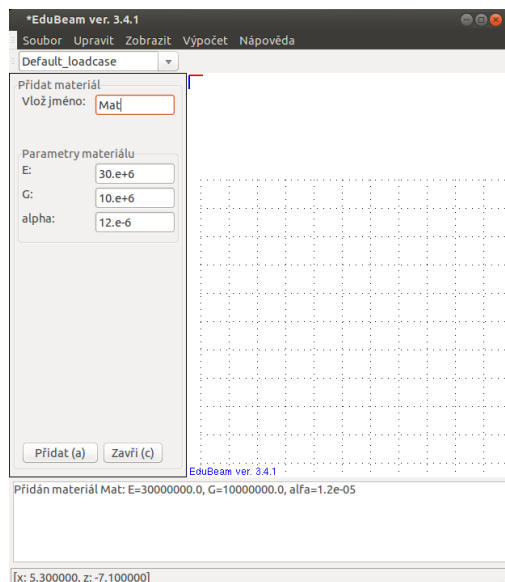 *EduBeam ver. 3.4.1
Soubor Upravit Zobrazit Výpočet Nápověda
Default_loadcase
Přidat materiál
Vlož jméno: Mat
Parametry materiálu
E: 30.e+6
G: 10.e+6
alpha: 12.e-6
Přidat (a) Zavři (c)
EduBeam ver. 3.4.1
Přidán materiál Mat: E=30000000.0, G=10000000.0, alfa=1.2e-05
[x: 5.300000, z: -7.100000]